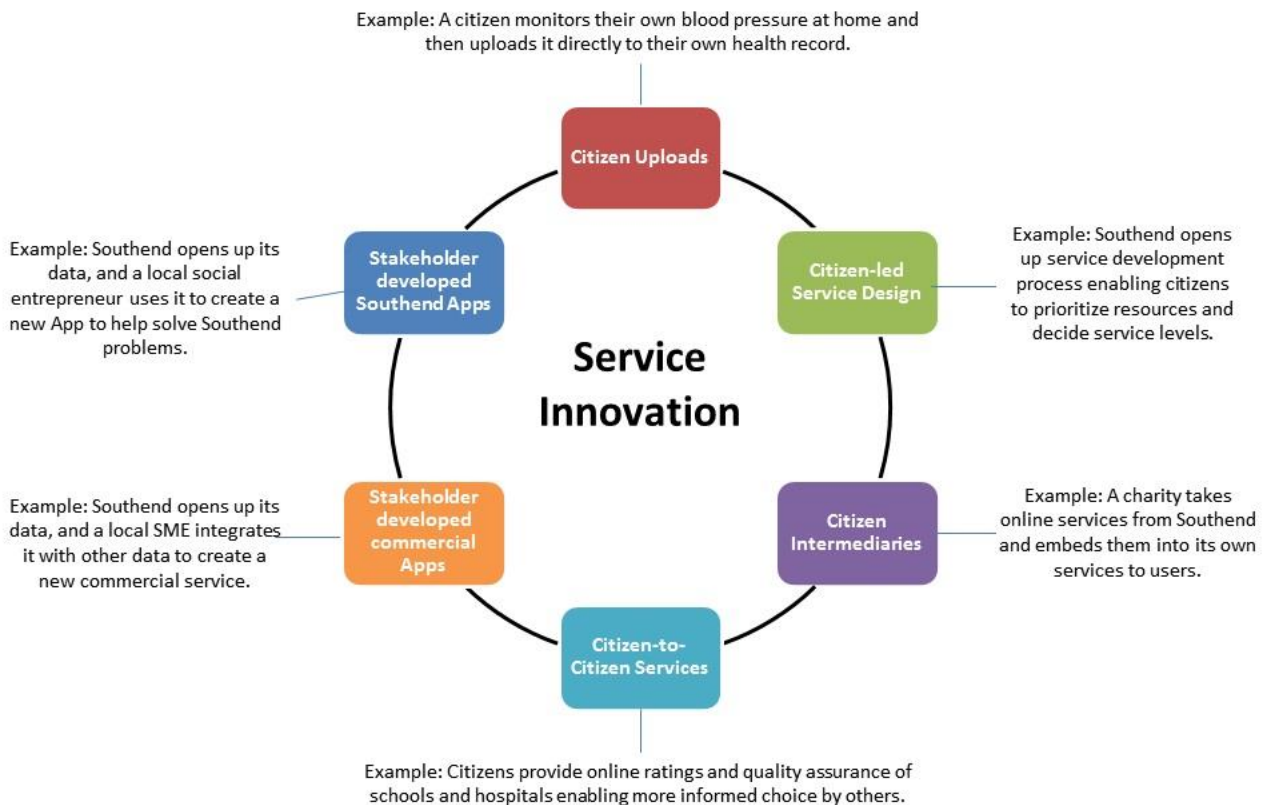 Example: A citizen monitors their own blood pressure at home and
then uploads it directly to their own health record.
Citizen Uploads
Example: Southend opens up its
data, and a local social
entrepreneur uses it to create a
new App to help solve Southend
problems.
Stakeholder
developed
Southend Apps
Citizen-led
Service Design
Example: Southend opens
up service development
process enabling citizens
to prioritize resources and
decide service levels.
Service
Innovation
Example: Southend opens up its
data, and a local SME integrates
it with other data to create a
new commercial service.
Stakeholder
developed
commercial
Apps
Citizen
Intermediaries
Example: A charity takes
online services from Southend
and embeds them into its own
services to users.
Citizen-to-
Citizen Services
Example: Citizens provide online ratings and quality assurance of
schools and hospitals enabling more informed choice by others.